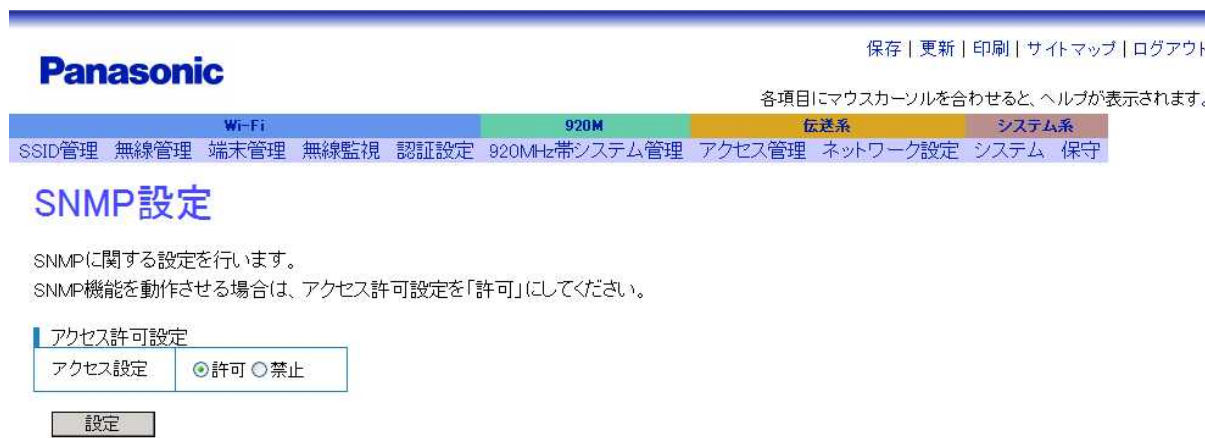 保存 | 更新 | 印刷 | サイトマップ | ログアウト
Panasonic
各項目にマウスカーソルを合わせると、ヘルプが表示されます。
Wi-Fi 920M 伝送系 システム系
SSID管理 無線管理 端末管理 無線監視 認証設定 920MHz帯システム管理 アクセス管理 ネットワーク設定 システム 保守
SNMP設定
SNMPに関する設定を行います。
SNMP機能を動作させる場合は、アクセス許可設定を「許可」にしてください。
アクセス許可設定
アクセス設定 許可 禁止
設定